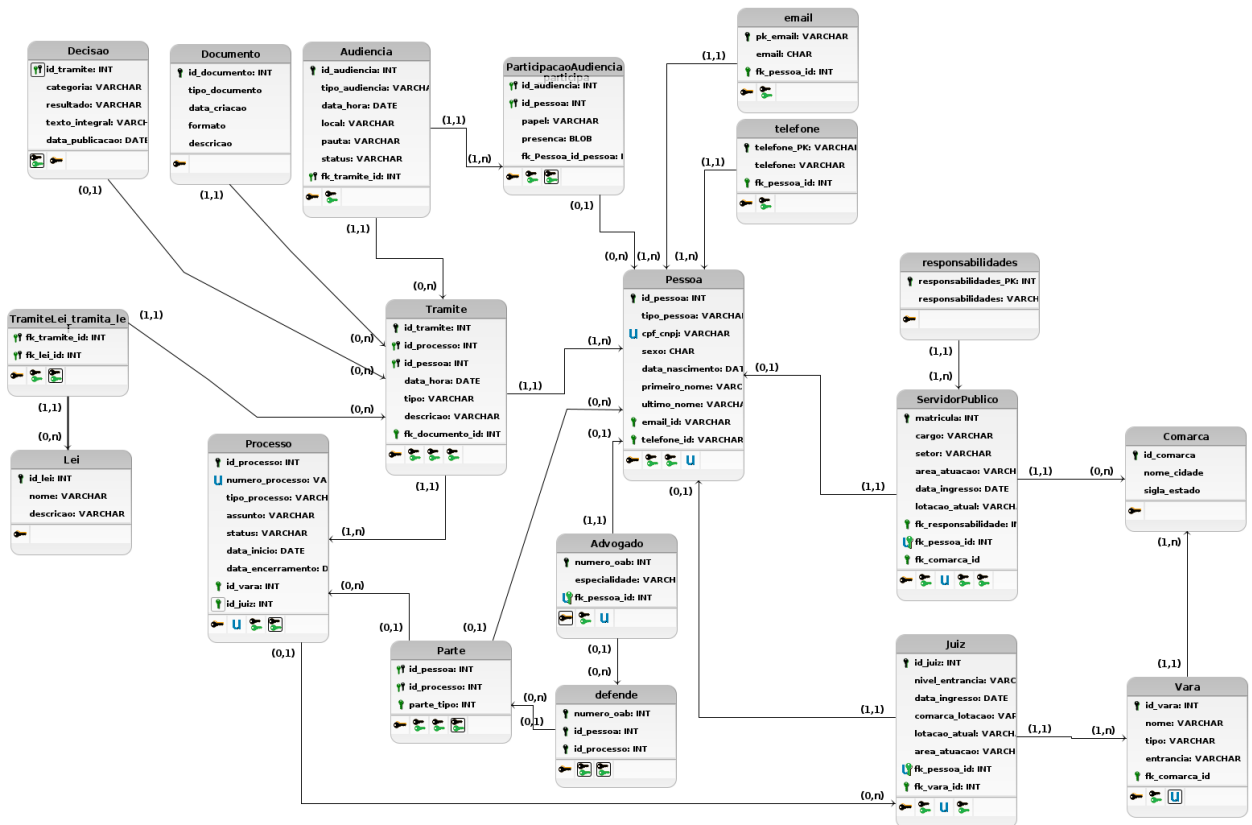 email
pk_email: VARCHAR
email: CHAR
fk_pessoa_id: INT
(1,1)
Decisao
id_tramite: INT
categoria: VARCHAR
resultado: VARCHAR
texto_integral: VARCH
data_publicacao: DATE
(0,1)
Documento
id_documento: INT
tipo_documento
data_criacao
formato
descricao
(1,1)
Audiencia
id_audiencia: INT
tipo_audiencia: VARCHA
data_hora: DATE
local: VARCHAR
pauta: VARCHAR
status: VARCHAR
fk_tramite_id: INT
(1,1)
(1,n)
(1,1)
(0,n)
ParticipacaoAudiencia
participa
id_audiencia: INT
id_pessoa: INT
papel: VARCHAR
presenca: BLOB
fk_Pessoa_id_pessoa: I
(0,1)
(0,n)
telefone
telefone_PK: VARCHAI
telefone: VARCHAR
fk_pessoa_id: INT
(1,1)
(1,n)
(1,n)
Pessoa
id_pessoa: INT
tipo_pessoa: VARCHAI
cpf_cnpj: VARCHAR
sexo: CHAR
data_nascimento: DAT
primeiro_nome: VARC
ultimo_nome: VARCHA
email_id: VARCHAR
telefone_id: VARCHAR
responsabilidades
responsabilidades_PK: INT
responsabilidades: VARCH
(1,1)
(1,n)
TramiteLei_tramita_le
fk_tramite_id: INT
fk_lei_id: INT
(1,1)
(0,n)
(1,1)
(0,n)
Lei
id_lei: INT
nome: VARCHAR
descricao: VARCHAR
Tramite
id_tramite: INT
id_processo: INT
id_pessoa: INT
data_hora: DATE
tipo: VARCHAR
descricao: VARCHAR
fk_documento_id: INT
(0,n)
(0,n)
(1,1)
(1,n)
(1,1)
(1,n)
Processo
id_processo: INT
numero_processo: VA
tipo_processo: VARCH
assunto: VARCHAR
status: VARCHAR
data_inicio: DATE
data_encerramento: D
id_vara: INT
id_juiz: INT
(0,n)
(0,1)
(0,1)
(0,n)
Parte
id_pessoa: INT
id_processo: INT
parte_tipo: INT
(0,1)
(0,n)
Advogado
numero_oab: INT
especialidade: VARCH
fk_pessoa_id: INT
(1,1)
(0,1)
(0,1)
(0,n)
defende
numero_oab: INT
id_pessoa: INT
id_processo: INT
(0,n)
(0,1)
ServidorPublico
matricula: INT
cargo: VARCHAR
setor: VARCHAR
area_atuacao: VARCH
data_ingresso: DATE
lotacao_atual: VARCH
fk_responsabilidade: IN
fk_pessoa_id: INT
fk_comarca_id
(0,1)
(1,1)
(1,1)
(0,n)
Comarca
id_comarca
nome_cidade
sigla_estado
(1,n)
(1,1)
Juiz
id_juiz: INT
nivel_entrancia: VARC
data_ingresso: DATE
comarca_lotacao: VAR
lotacao_atual: VARCH
area_atuacao: VARCH
fk_pessoa_id: INT
fk_vara_id: INT
(0,1)
(1,1)
(1,1)
(1,n)
Vara
id_vara: INT
nome: VARCHAR
tipo: VARCHAR
entrancia: VARCHAR
fk_comarca_id